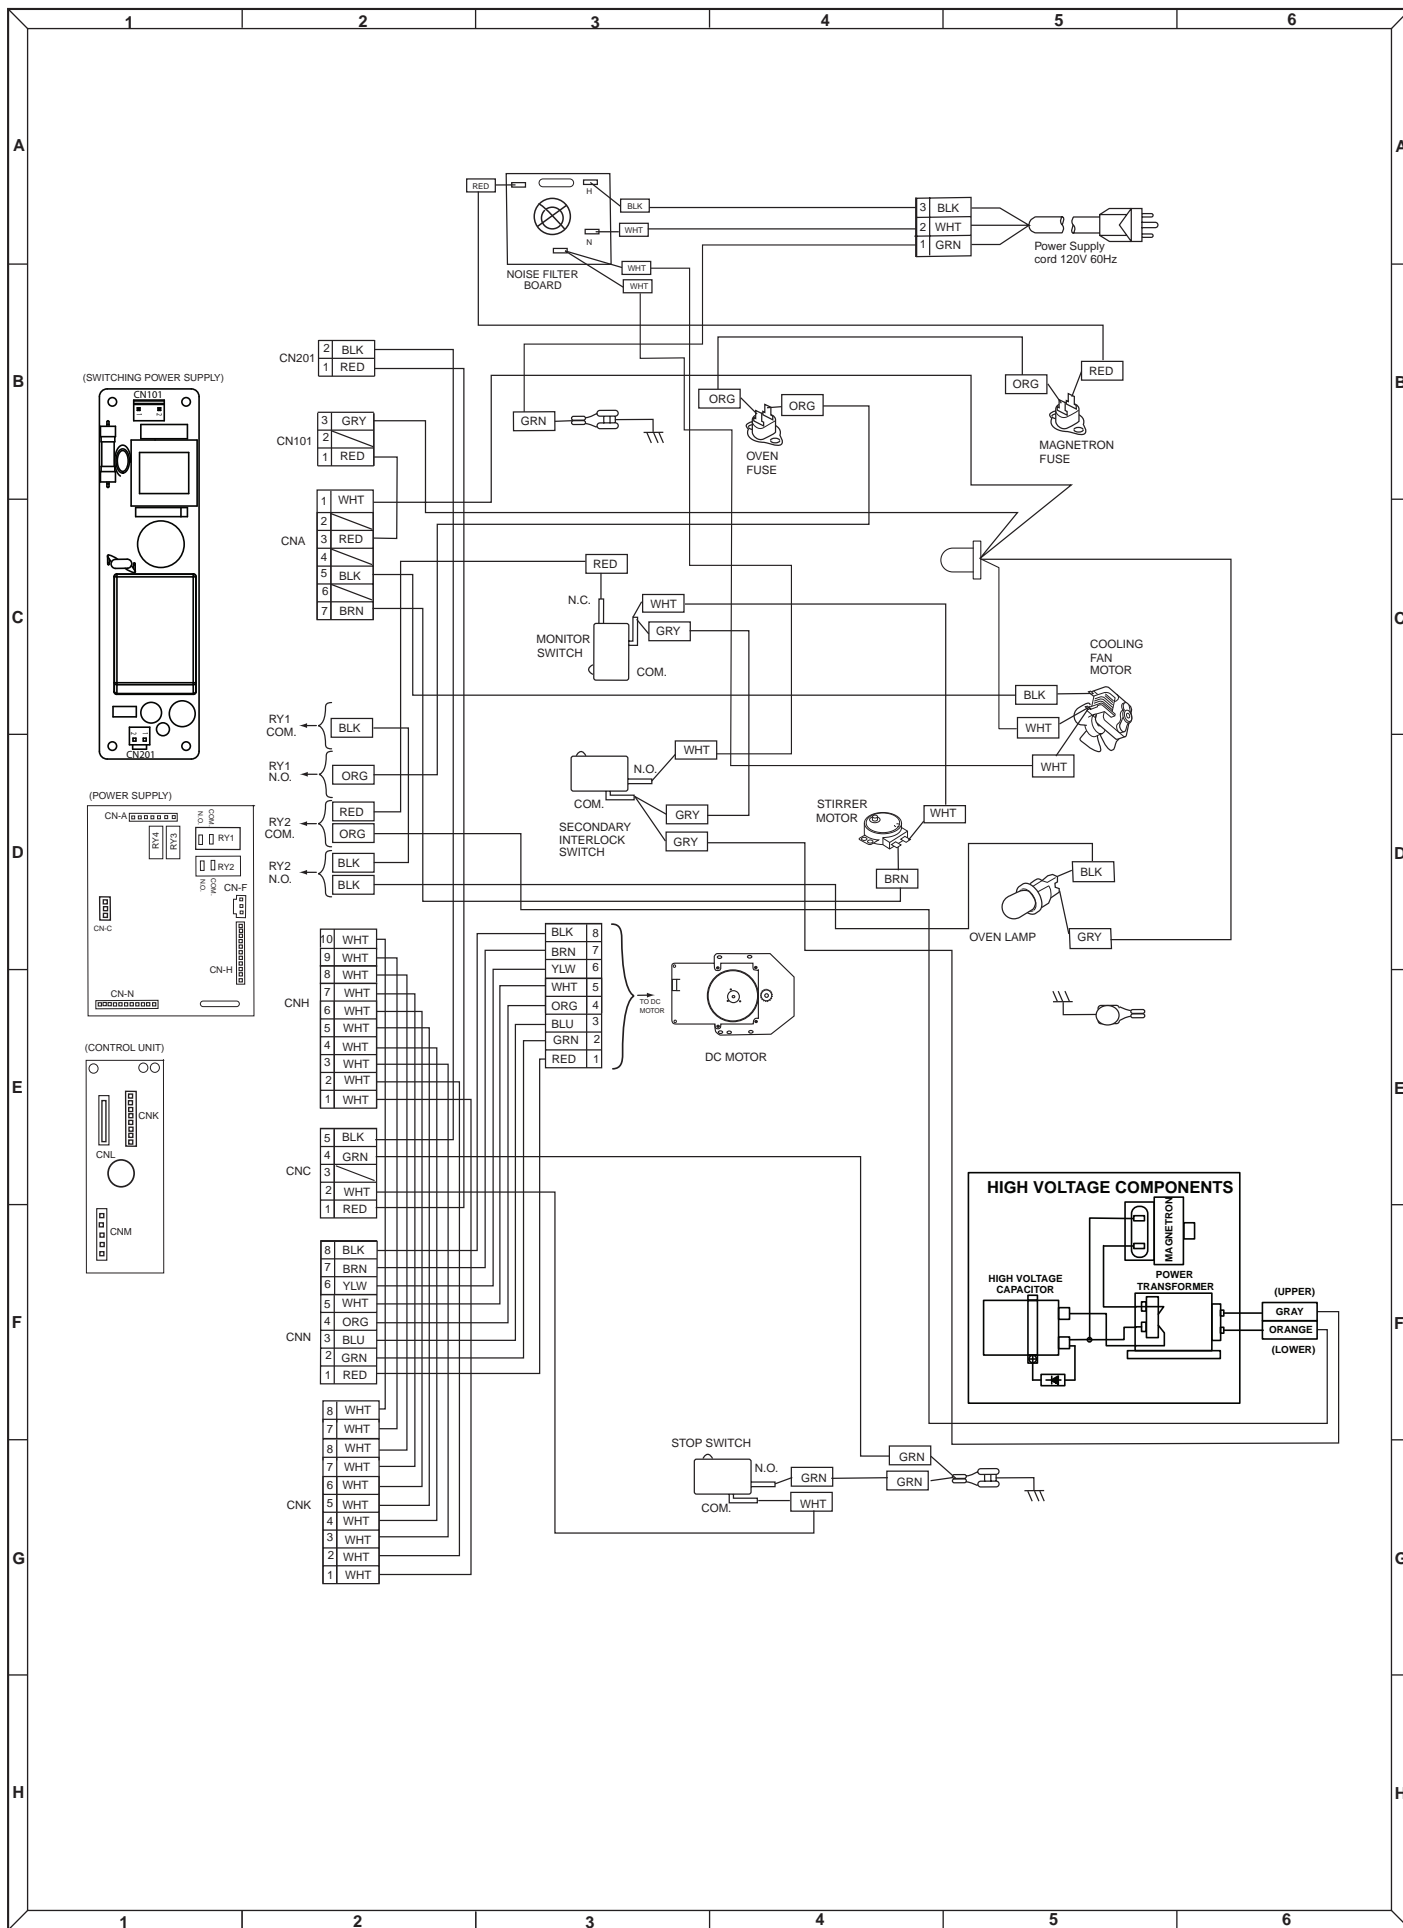 1 2 3 4 5 6
A A
RED
H
BLK
WHT
N
WHT
WHT
NOISE FILTER
BOARD
3 BLK
2 WHT
1 GRN
Power Supply
cord 120V 60Hz
B B
(SWITCHING POWER SUPPLY)
CN101
1 2
2 1
CN201
CN201
2 BLK
1 RED
CN101
3 GRY
2
1 RED
CNA
1 WHT
2
3 RED
4
5 BLK
6
7 BRN
GRN
ORG
ORG
OVEN
FUSE
ORG
RED
MAGNETRON
FUSE
C C
RED
N.C.
WHT
GRY
MONITOR
SWITCH
COM.
COOLING
FAN
MOTOR
BLK
WHT
WHT
RY1
COM.
BLK
RY1
N.O.
ORG
RY2
COM.
RED
ORG
RY2
N.O.
BLK
BLK
D D
WHT
N.O.
COM.
GRY
GRY
SECONDARY
INTERLOCK
SWITCH
STIRRER
MOTOR
WHT
BRN
BLK
GRY
OVEN LAMP
(POWER SUPPLY)
CN-A
RY4
RY3
N.O.
COM
RY1
RY2
N.O.
COM.
CN-F
CN-C
CN-H
CN-N
E E
CNH
10 WHT
9 WHT
8 WHT
7 WHT
6 WHT
5 WHT
4 WHT
3 WHT
2 WHT
1 WHT
BLK 8
BRN 7
YLW 6
WHT 5
ORG 4
BLU 3
GRN 2
RED 1
TO DC
MOTOR
DC MOTOR
(CONTROL UNIT)
CNK
CNL
CNM
CNC
5 BLK
4 GRN
3
2 WHT
1 RED
F F
CNN
8 BLK
7 BRN
6 YLW
5 WHT
4 ORG
3 BLU
2 GRN
1 RED
HIGH VOLTAGE COMPONENTS
MAGNETRON
HIGH VOLTAGE
CAPACITOR
POWER
TRANSFORMER
(UPPER)
GRAY
ORANGE
(LOWER)
G G
CNK
8 WHT
7 WHT
8 WHT
7 WHT
6 WHT
5 WHT
4 WHT
3 WHT
2 WHT
1 WHT
STOP SWITCH
N.O.
GRN
COM.
WHT
GRN
GRN
H H
1 2 3 4 5 6